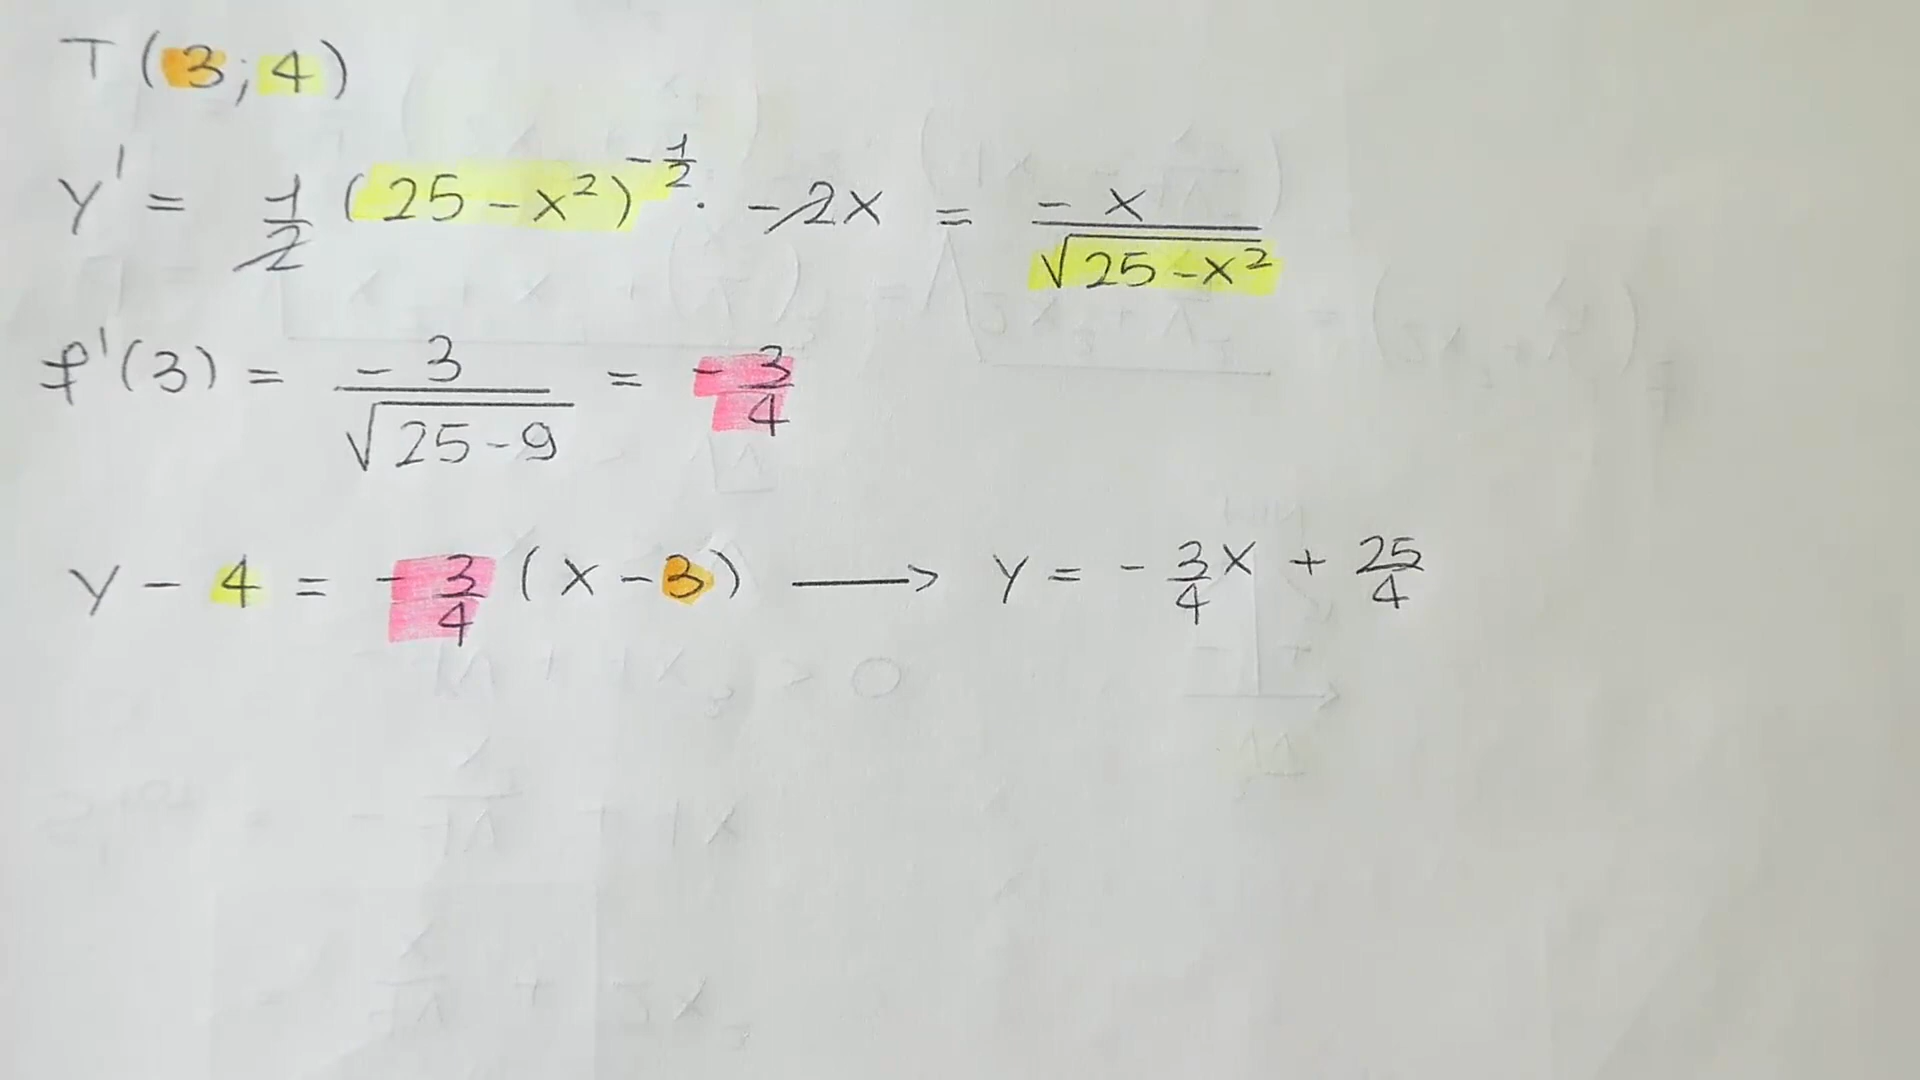 T (3; 4)
y' = 1/2 (25 - x²)^(-1/2) · -2x = -x/√(25-x²)
f'(3) = -3/√(25-9) = -3/4
y - 4 = -3/4 (x - 3) → y = -3/4 x + 25/4